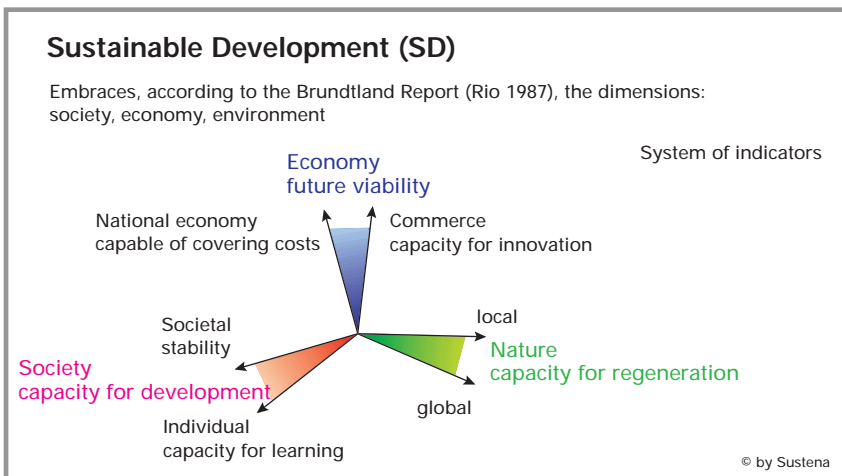 Sustainable Development (SD)
Embraces, according to the Brundtland Report (Rio 1987), the dimensions:
society, economy, environment
System of indicators
Economy
future viability
National economy
capable of covering costs
Commerce
capacity for innovation
Societal
stability
local
Society
capacity for development
Nature
capacity for regeneration
global
Individual
capacity for learning
© by Sustena